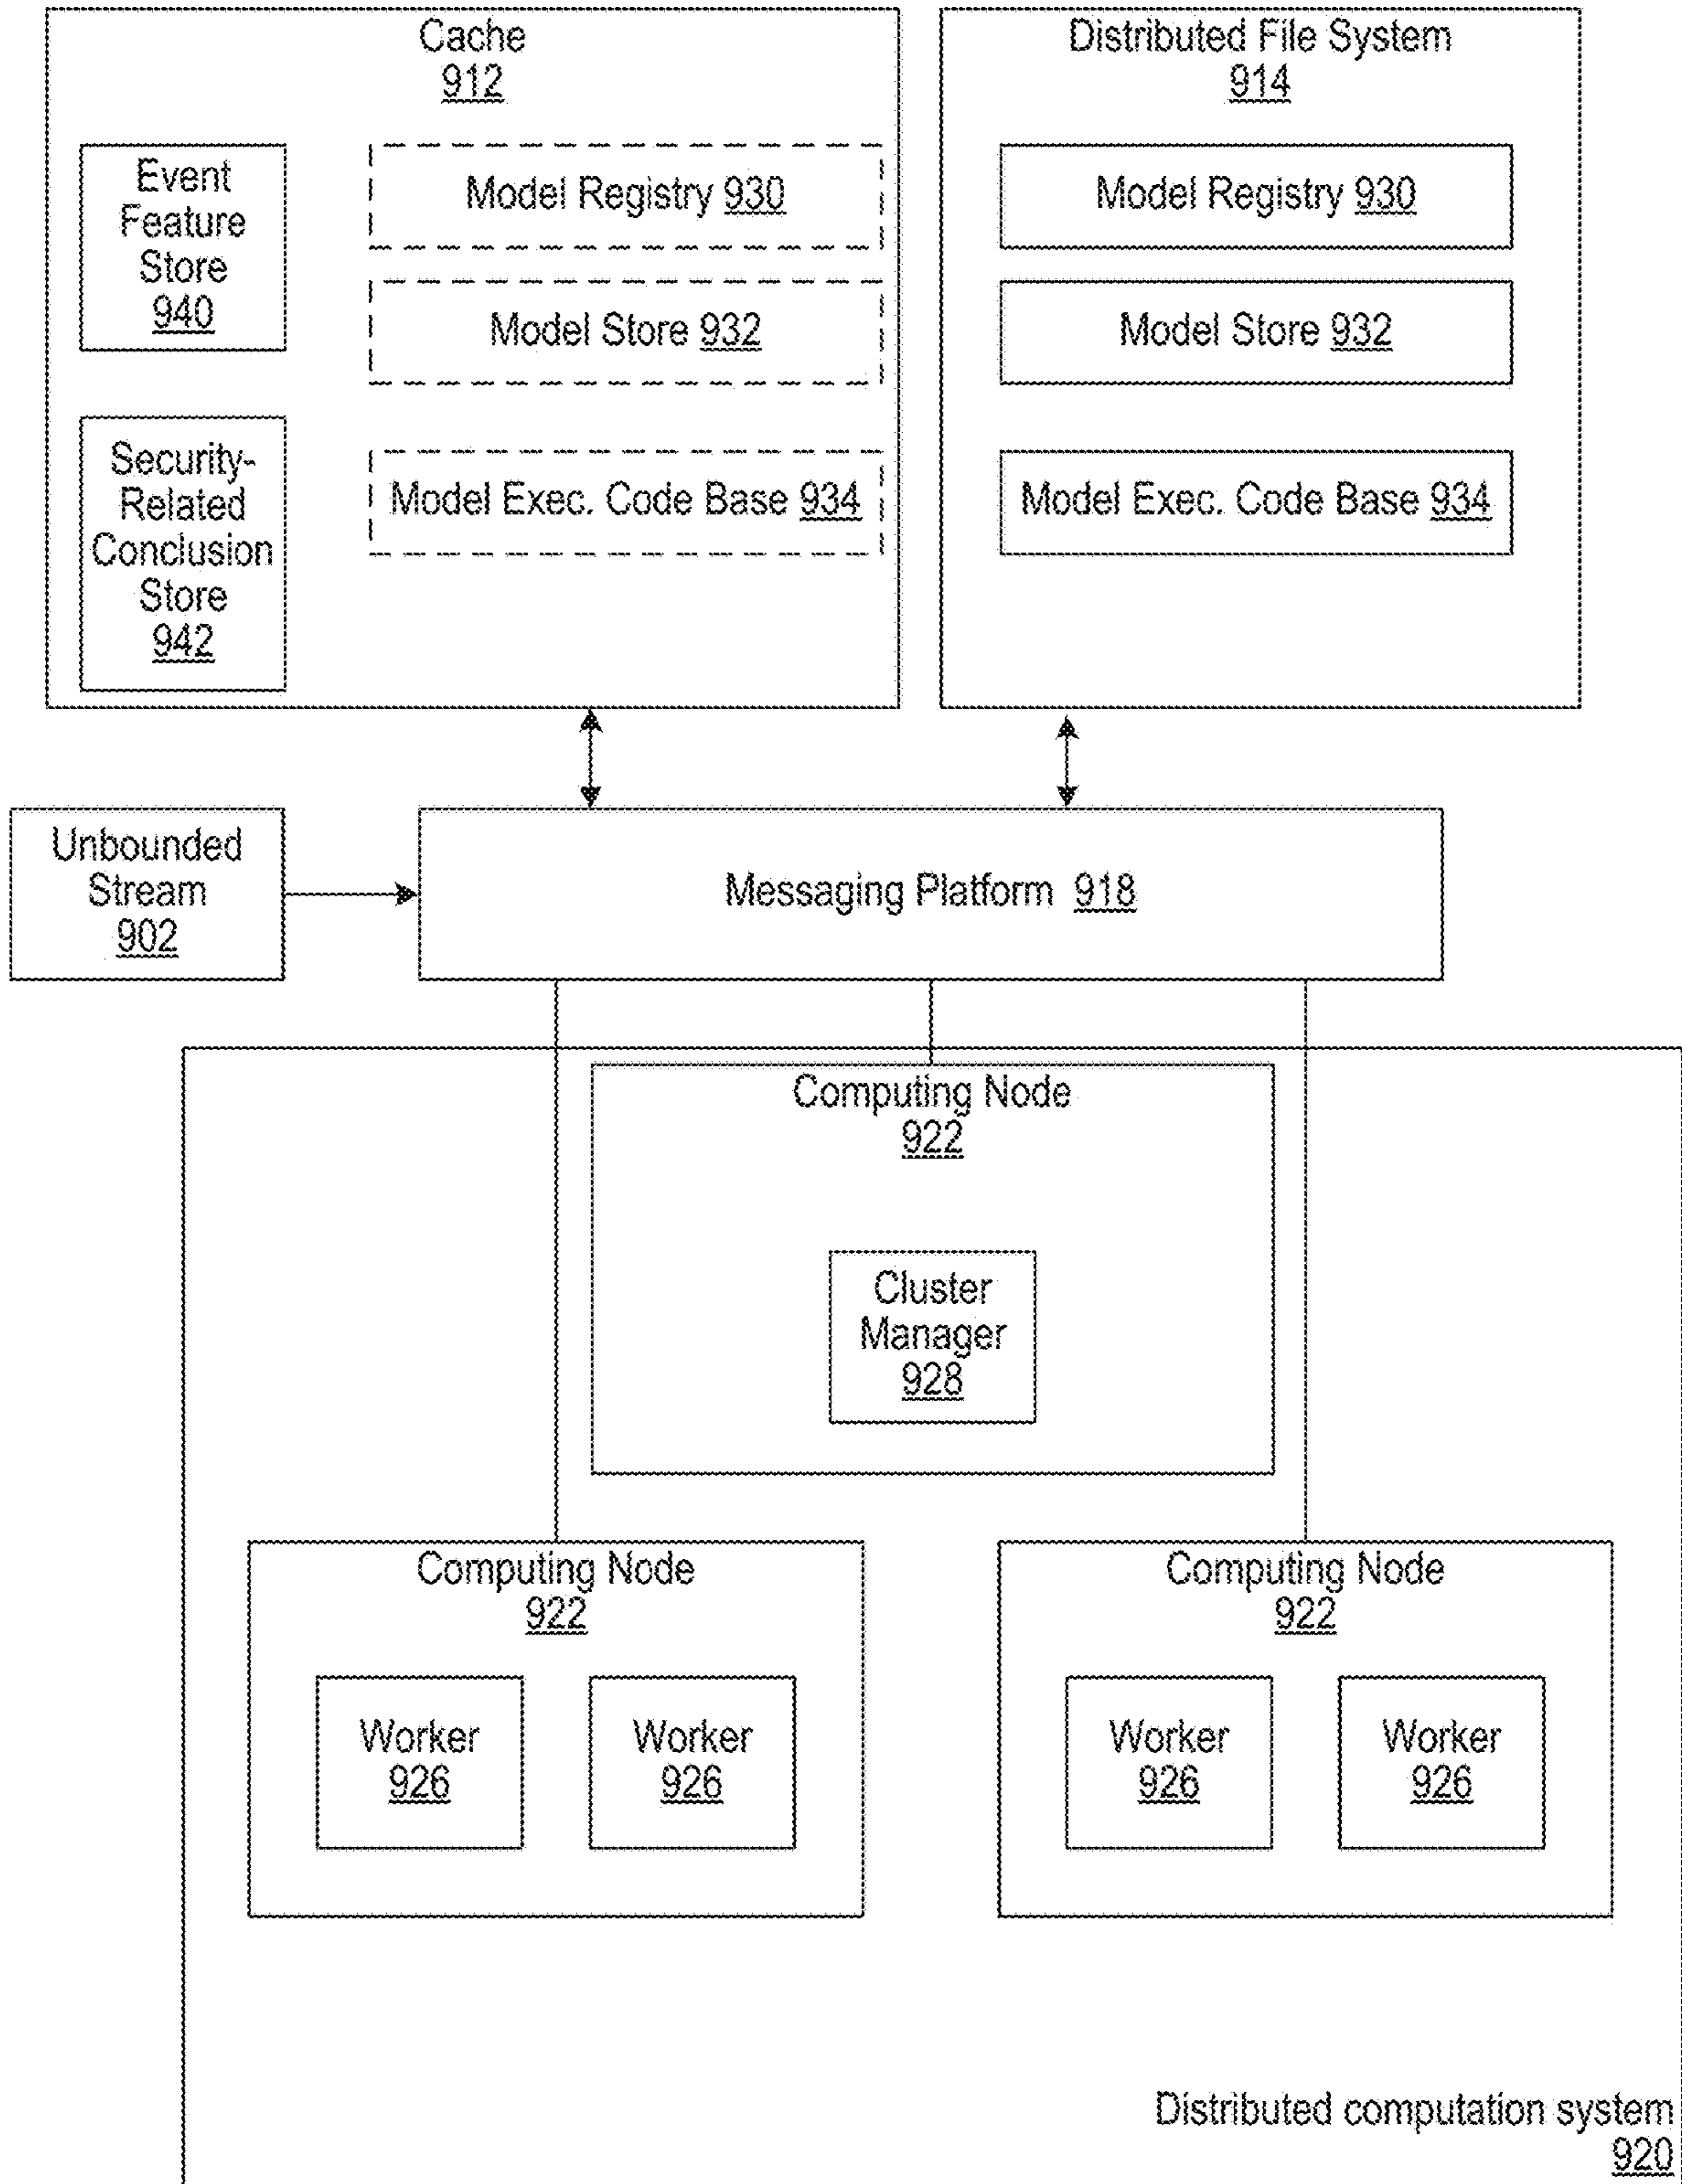 Cache
912
Event
Feature
Store
940
Model Registry 930
Model Store 932
Security-
Related
Conclusion
Store
942
Model Exec. Code Base 934
Distributed File System
914
Model Registry 930
Model Store 932
Model Exec. Code Base 934
Unbounded
Stream
902
Messaging Platform 918
Computing Node
922
Cluster
Manager
928
Computing Node
922
Worker
926
Worker
926
Computing Node
922
Worker
926
Worker
926
Distributed computation system
920